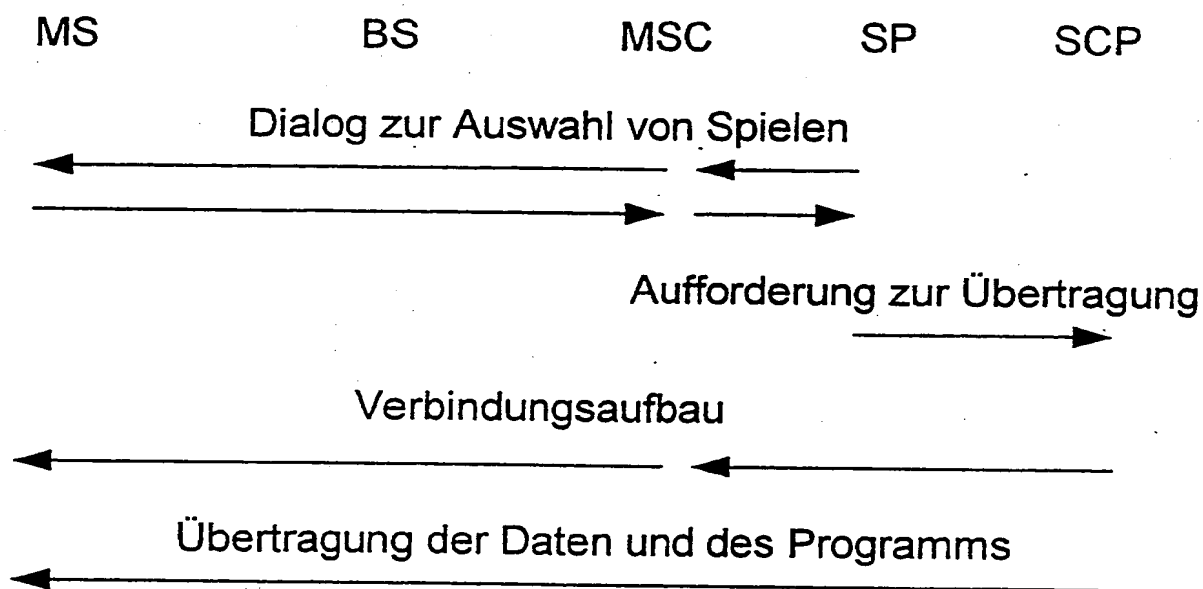 MS BS MSC SP SCP
Dialog zur Auswahl von Spielen
Aufforderung zur Übertragung
Verbindungsaufbau
Übertragung der Daten und des Programms